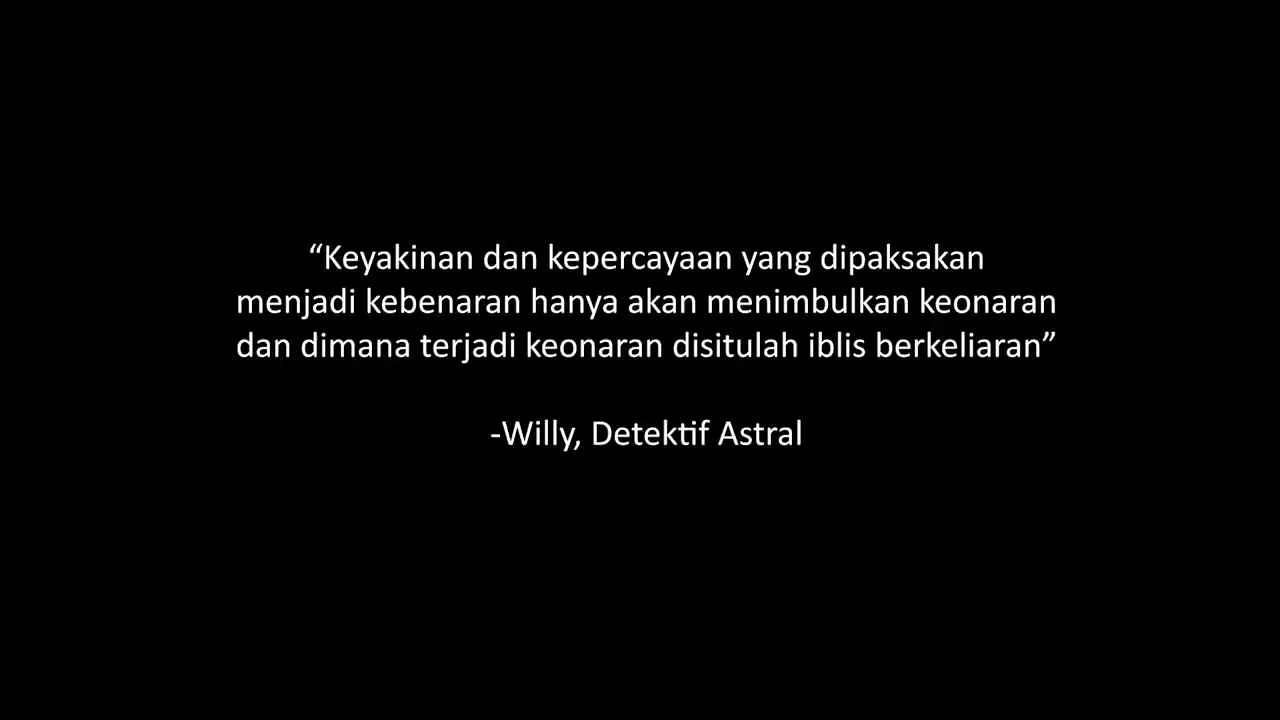 “Keyakinan dan kepercayaan yang dipaksakan
menjadi kebenaran hanya akan menimbulkan keonaran
dan dimana terjadi keonaran disitulah iblis berkeliaran”
-Willy, Detektif Astral